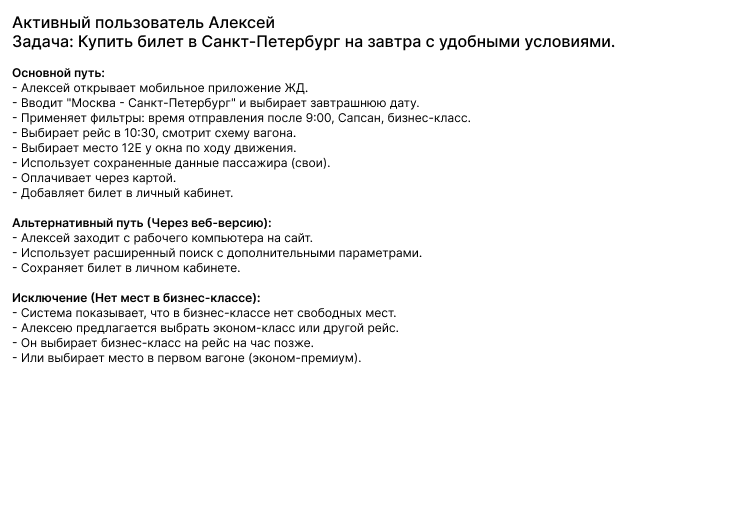 Активный пользователь Алексей
Задача: Купить билет в Санкт-Петербург на завтра с удобными условиями.
Основной путь:
- Алексей открывает мобильное приложение ЖД.
- Вводит "Москва - Санкт-Петербург" и выбирает завтрашнюю дату.
- Применяет фильтры: время отправления после 9:00, Сапсан, бизнес-класс.
- Выбирает рейс в 10:30, смотрит схему вагона.
- Выбирает место 12Е у окна по ходу движения.
- Использует сохраненные данные пассажира (свои).
- Оплачивает через картой.
- Добавляет билет в личный кабинет.
Альтернативный путь (Через веб-версию):
- Алексей заходит с рабочего компьютера на сайт.
- Использует расширенный поиск с дополнительными параметрами.
- Сохраняет билет в личном кабинете.
Исключение (Нет мест в бизнес-классе):
- Система показывает, что в бизнес-классе нет свободных мест.
- Алексею предлагается выбрать эконом-класс или другой рейс.
- Он выбирает бизнес-класс на рейс на час позже.
- Или выбирает место в первом вагоне (эконом-премиум).